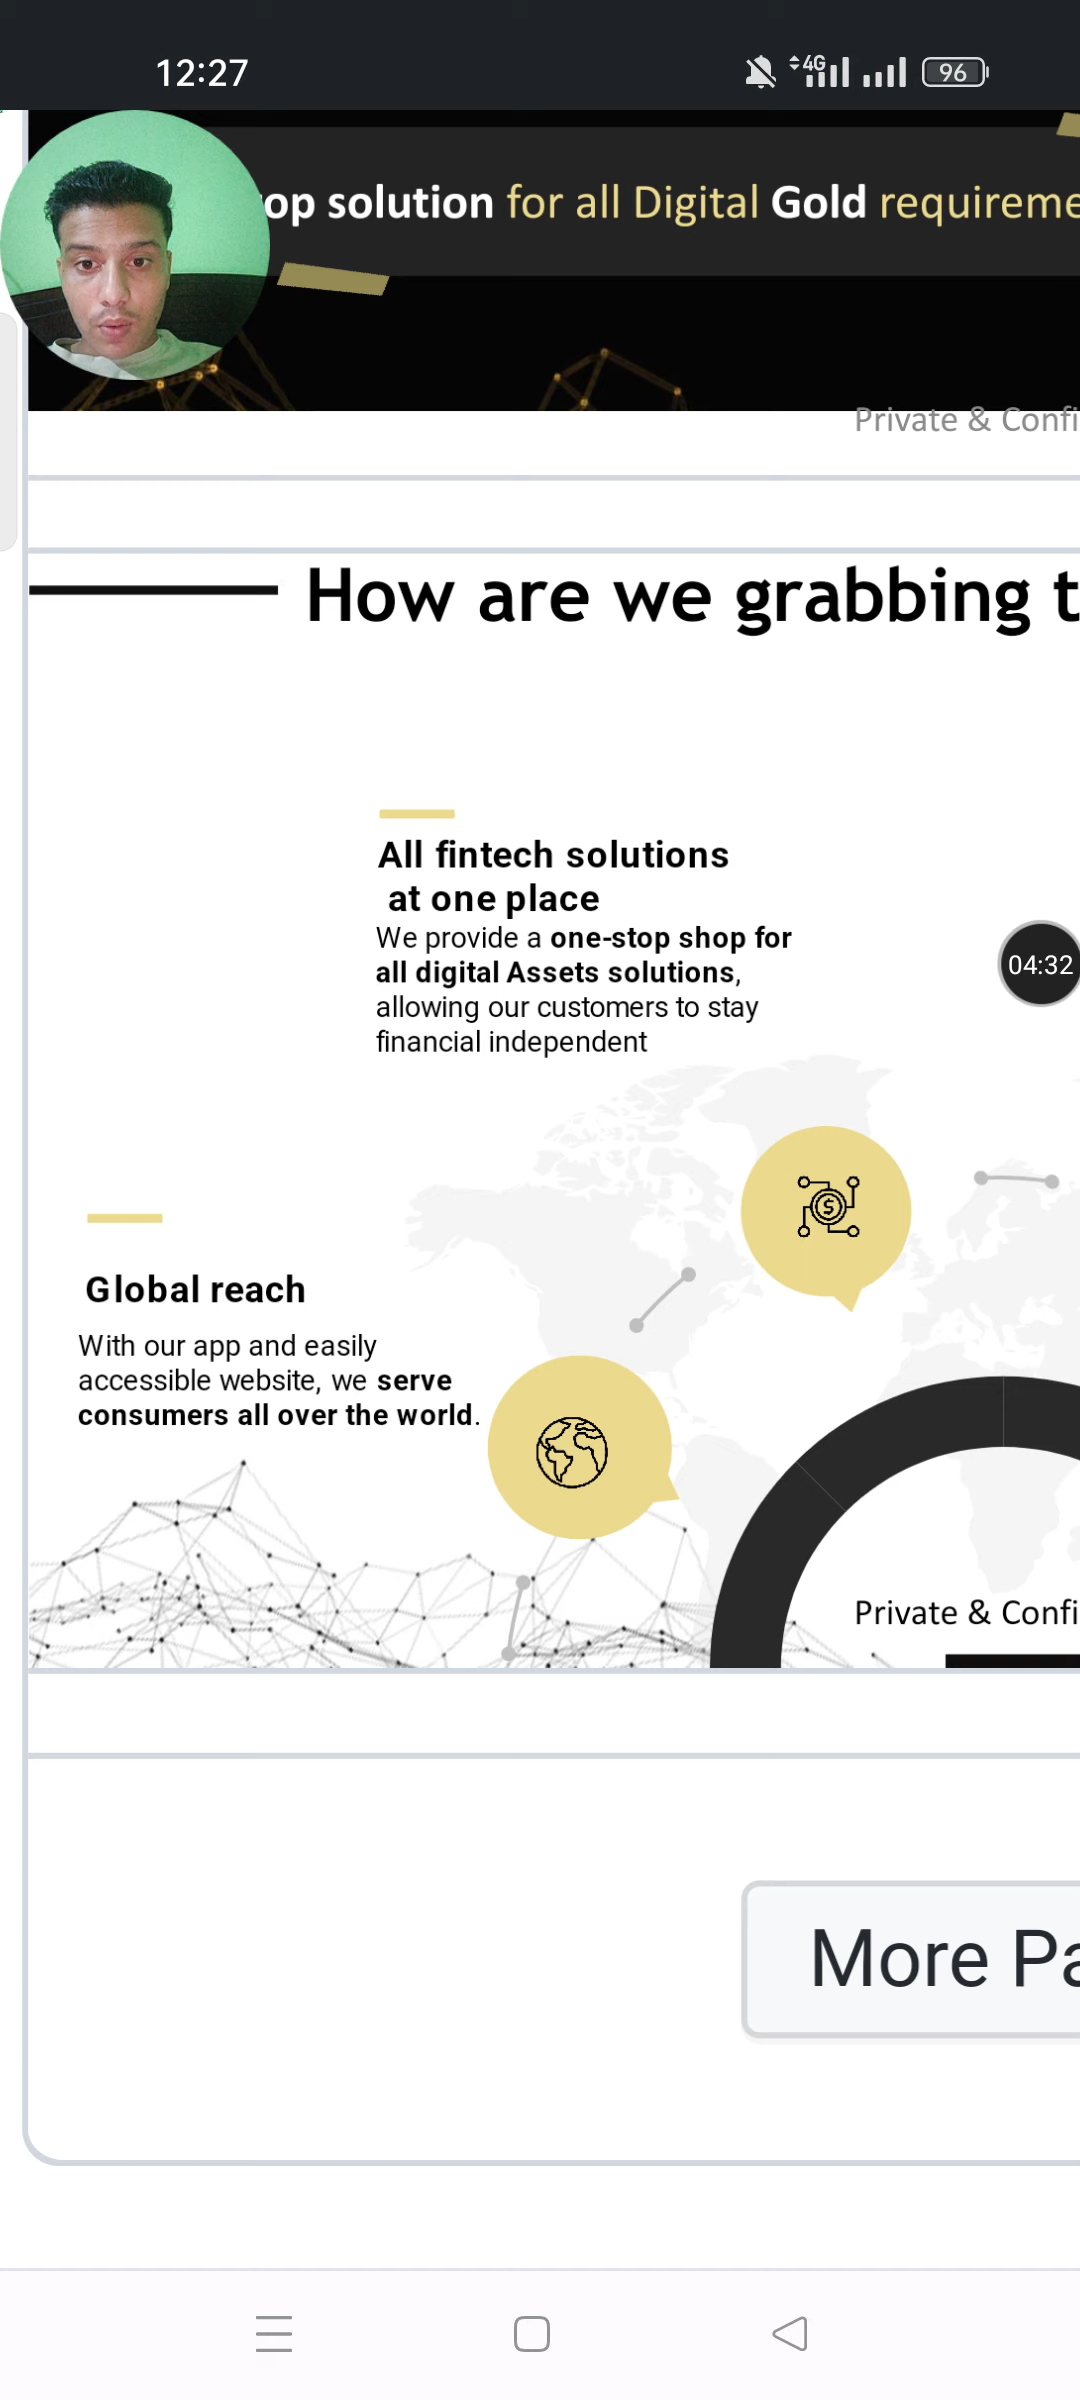 12:27
4G
96
op solution for all Digital Gold requireme
Private & Confi
How are we grabbing t
All fintech solutions
at one place
We provide a one-stop shop for
all digital Assets solutions,
allowing our customers to stay
financial independent
04:32
Global reach
With our app and easily
accessible website, we serve
consumers all over the world.
Private & Confi
More Pa